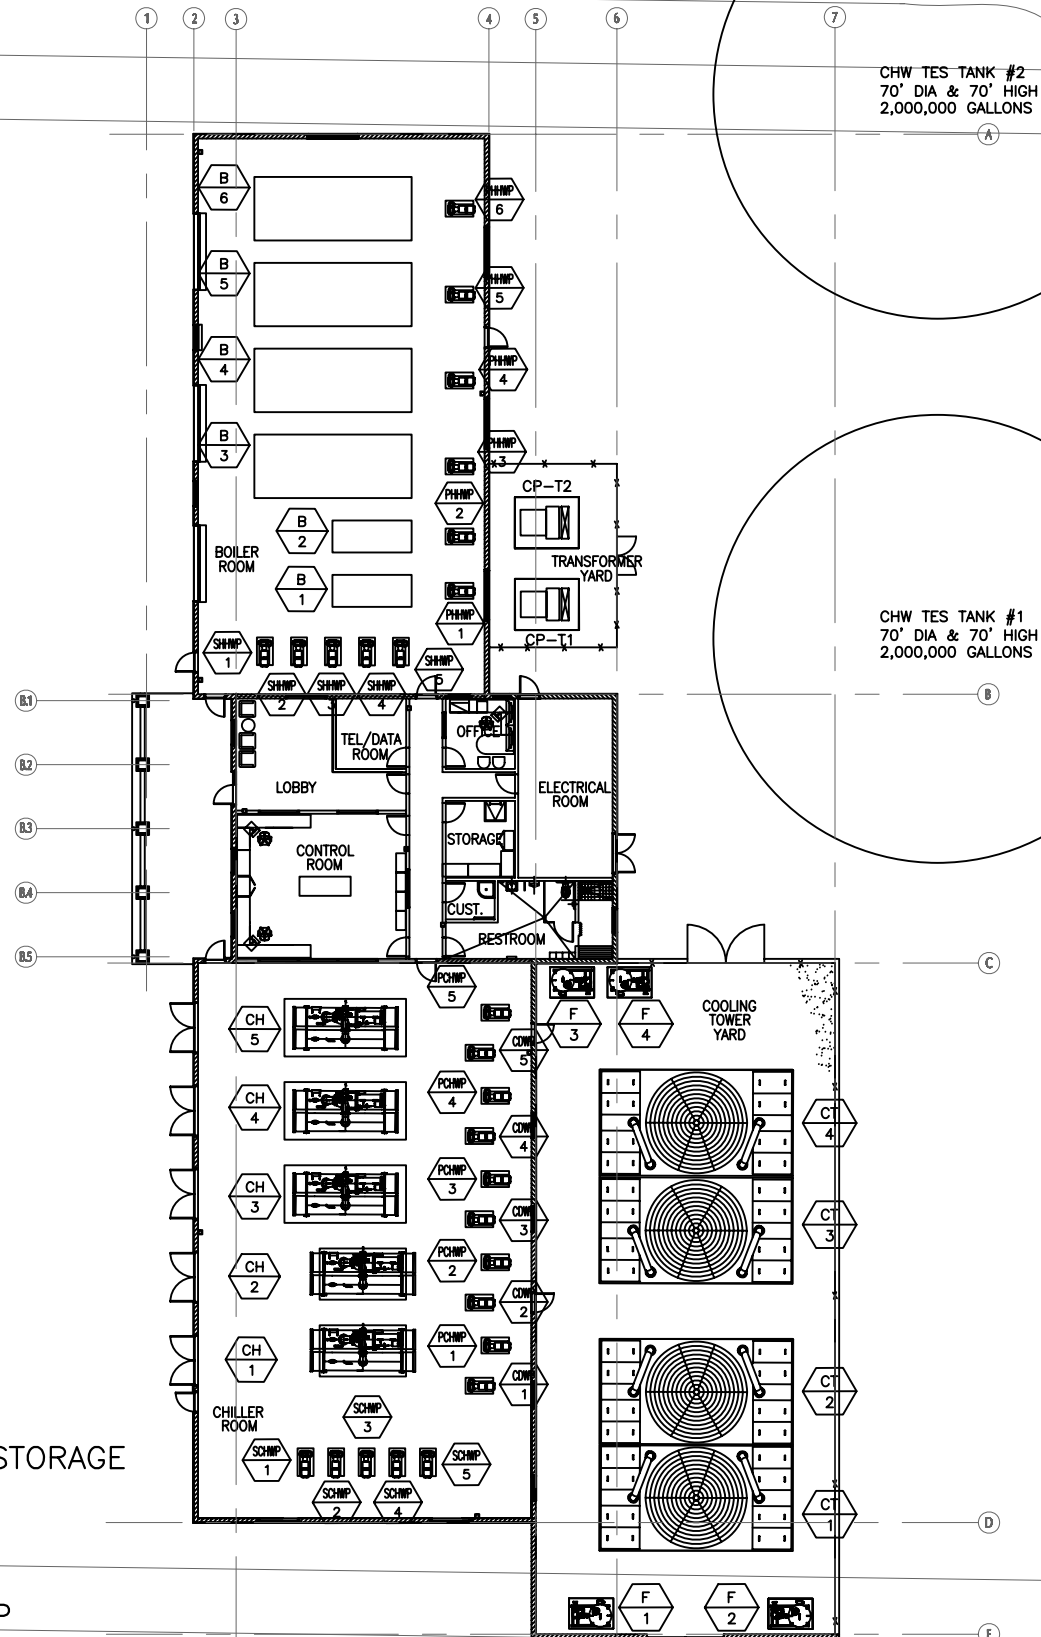 1 2 3 4 5 6 7
CHW TES TANK #2
70' DIA & 70' HIGH
2,000,000 GALLONS
A
B
6
PHHWP
6
B
5
PHHWP
5
B
4
PHHWP
4
B
3
PHHWP
3
CP-T2
PHHWP
2
B
2
BOILER
ROOM
TRANSFORMER
YARD
B
1
PHHWP
1
CP-T1
CHW TES TANK #1
70' DIA & 70' HIGH
2,000,000 GALLONS
SHHWP
1
SHHWP
2
SHHWP
3
SHHWP
4
SHHWP
5
B
B.1
B.2
B.3
B.4
B.5
OFFICE
TEL/DATA
ROOM
LOBBY
ELECTRICAL
ROOM
STORAGE
CONTROL
ROOM
CUST.
RESTROOM
C
PCHWP
5
F
3
F
4
COOLING
TOWER
YARD
CH
5
CDWP
5
CH
4
PCHWP
4
CDWP
4
CT
4
CH
3
PCHWP
3
CDWP
3
CT
3
CH
2
PCHWP
2
CDWP
2
CH
1
PCHWP
1
CDWP
1
CT
2
CHILLER
ROOM
SCHWP
3
SCHWP
1
SCHWP
2
SCHWP
4
SCHWP
5
CT
1
STORAGE
D
P
F
1
F
2